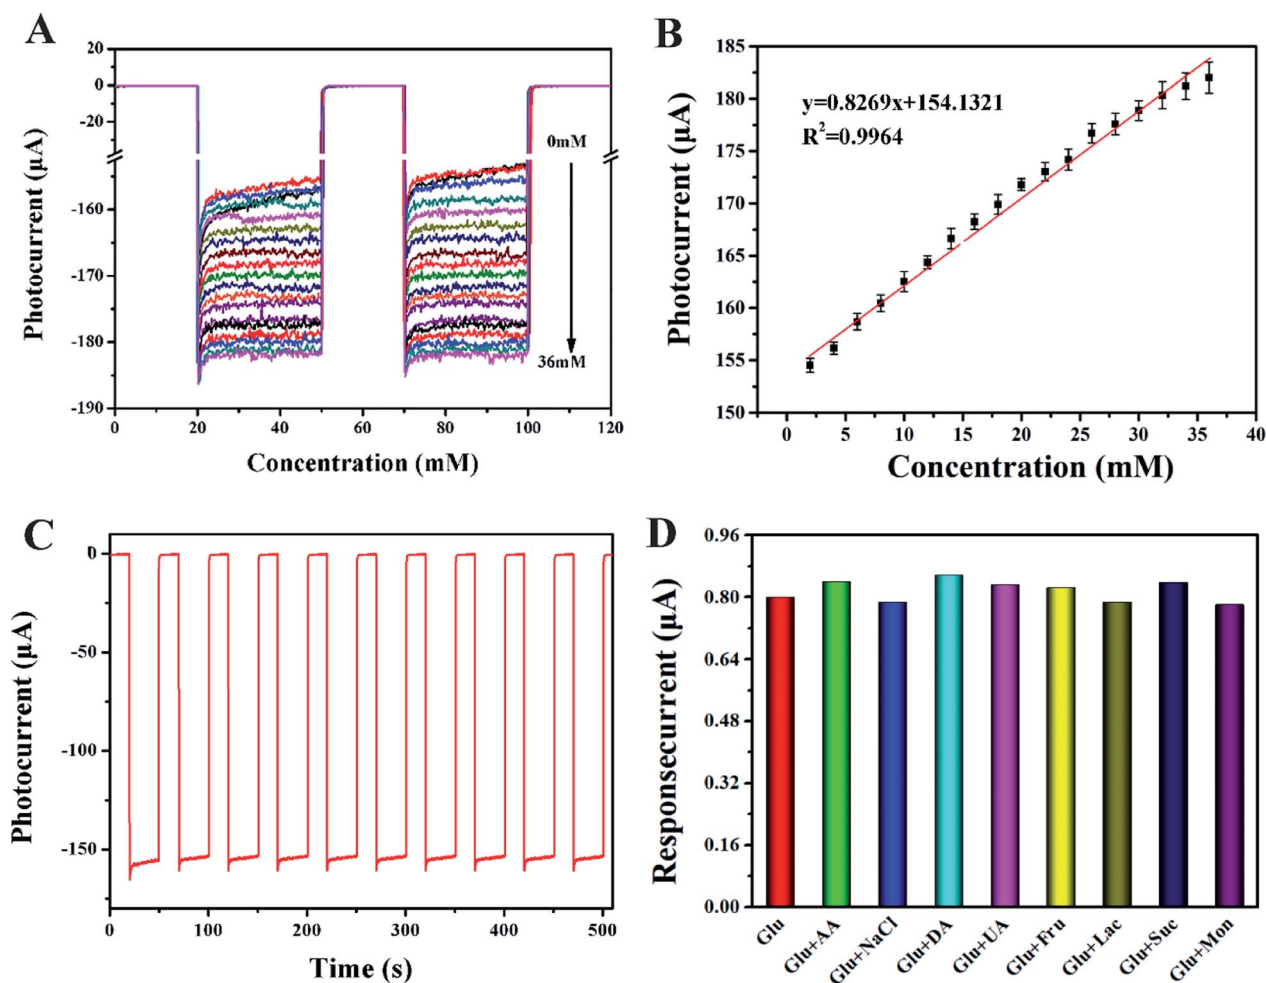 A
20
0
-20
-160
-170
-180
-190
0
20
40
60
80
100
120
0mM
36mM
Photocurrent (μA)
Concentration (mM)
B
185
180
175
170
165
160
155
150
0
5
10
15
20
25
30
35
40
y=0.8269x+154.1321
R²=0.9964
Photocurrent (μA)
Concentration (mM)
C
0
-50
-100
-150
0
100
200
300
400
500
Photocurrent (μA)
Time (s)
D
0.96
0.80
0.64
0.48
0.32
0.16
0.00
Responsecurrent (μA)
Glu
Glu+AA
Glu+NaCl
Glu+DA
Glu+UA
Glu+Fru
Glu+Lac
Glu+Suc
Glu+Mon